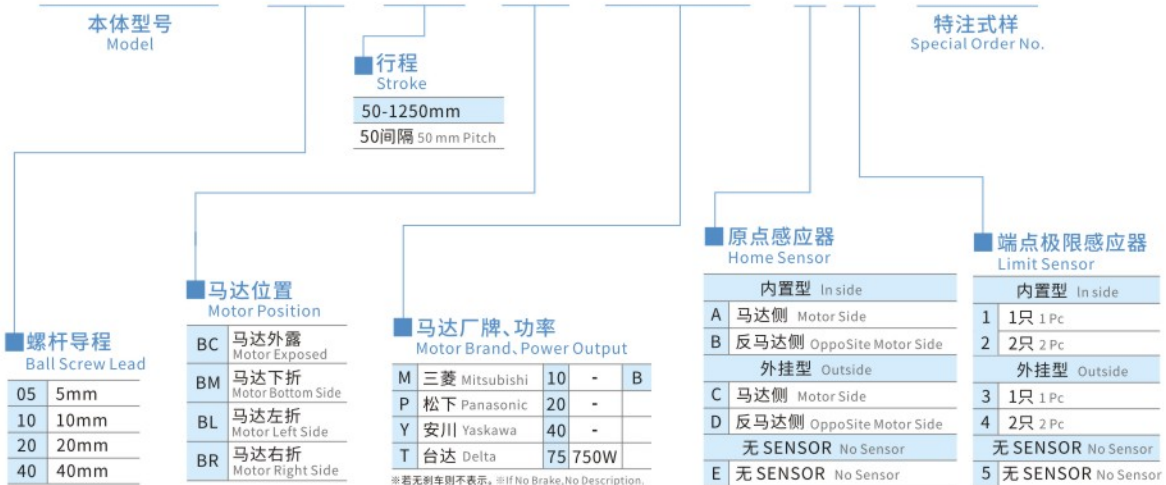 本体型号
Model
特注式样
Special Order No.
行程
Stroke
50-1250mm
50间隔 50 mm Pitch
原点感应器
Home Sensor
内置型 In side
A 马达侧 Motor Side
B 反马达侧 OppoSite Motor Side
外挂型 Outside
C 马达侧 Motor Side
D 反马达侧 OppoSite Motor Side
无 SENSOR No Sensor
E 无 SENSOR No Sensor
端点极限感应器
Limit Sensor
内置型 In side
1 1只 1 Pc
2 2只 2 Pc
外挂型 Outside
3 1只 1 Pc
4 2只 2 Pc
无 SENSOR No Sensor
5 无 SENSOR No Sensor
马达位置
Motor Position
BC 马达外露
Motor Exposed
BM 马达下折
Motor Bottom Side
BL 马达左折
Motor Left Side
BR 马达右折
Motor Right Side
马达厂牌、功率
Motor Brand、Power Output
M 三菱 Mitsubishi 10 - B
P 松下 Panasonic 20 -
Y 安川 Yaskawa 40 -
T 台达 Delta 75 750W
※若无刹车则不表示。※If No Brake,No Description.
螺杆导程
Ball Screw Lead
05 5mm
10 10mm
20 20mm
40 40mm